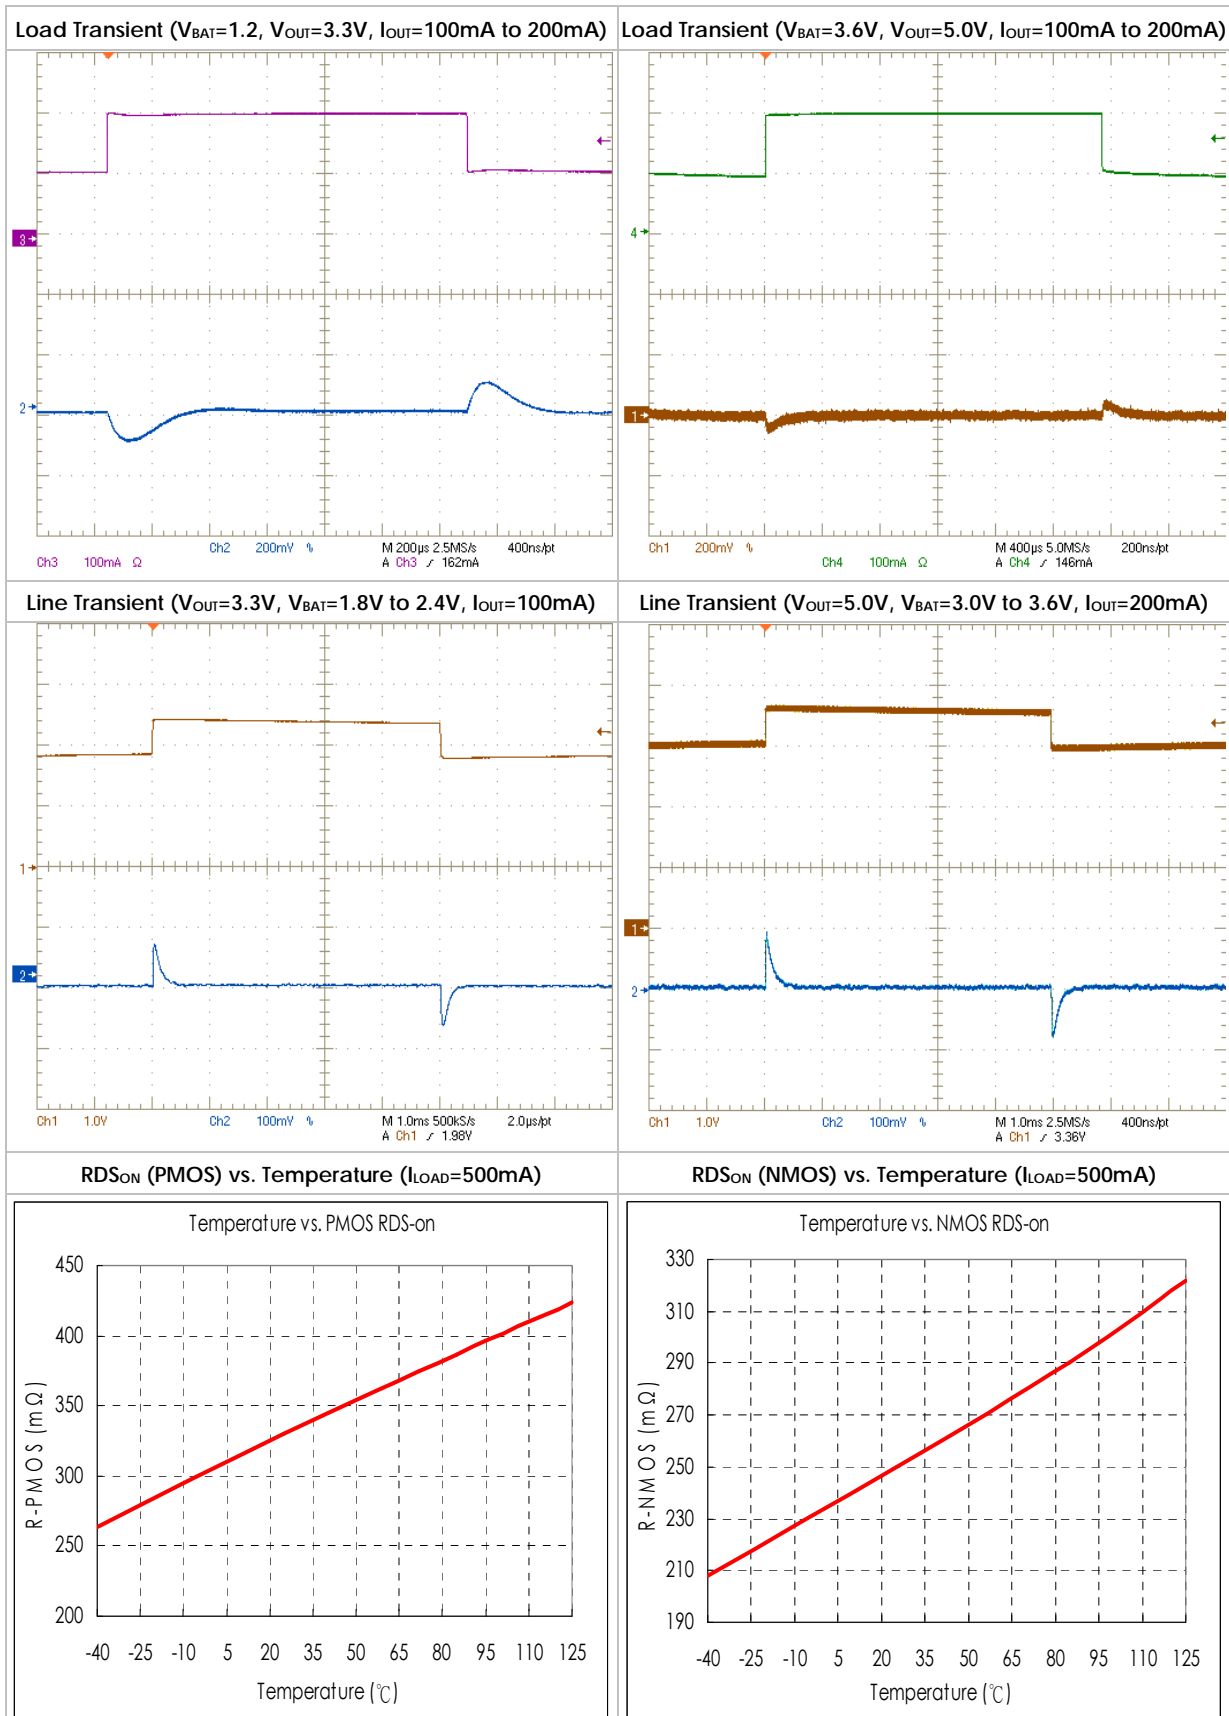 Load Transient (VBAT=1.2, VOUT=3.3V, IOUT=100mA to 200mA)
Load Transient (VBAT=3.6V, VOUT=5.0V, IOUT=100mA to 200mA)
3
2
Ch2 200mV
M 200µs 2.5MS/s 400ns/pt
Ch3 100mA Ω
A Ch3 162mA
4
1
Ch1 200mV
M 400µs 5.0MS/s 200ns/pt
Ch4 100mA Ω
A Ch4 146mA
Line Transient (VOUT=3.3V, VBAT=1.8V to 2.4V, IOUT=100mA)
Line Transient (VOUT=5.0V, VBAT=3.0V to 3.6V, IOUT=200mA)
1
2
Ch1 1.0V Ch2 100mV
M 1.0ms 500kS/s 2.0µs/pt
A Ch1 1.98V
1
2
Ch1 1.0V Ch2 100mV
M 1.0ms 2.5MS/s 400ns/pt
A Ch1 3.36V
RDSON (PMOS) vs. Temperature (ILOAD=500mA)
RDSON (NMOS) vs. Temperature (ILOAD=500mA)
Temperature vs. PMOS RDS-on
R-PMOS (mΩ)
450
400
350
300
250
200
-40 -25 -10 5 20 35 50 65 80 95 110 125
Temperature (℃)
Temperature vs. NMOS RDS-on
R-NMOS (mΩ)
330
310
290
270
250
230
210
190
-40 -25 -10 5 20 35 50 65 80 95 110 125
Temperature (℃)